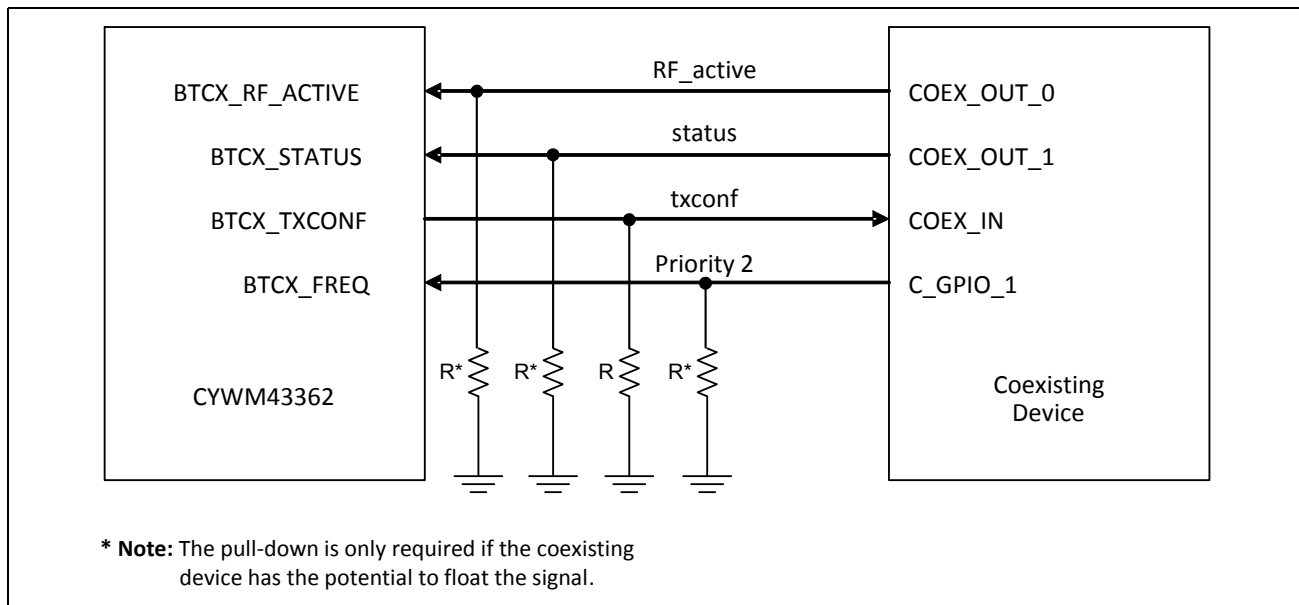 RF_active
BTCX_RF_ACTIVE
COEX_OUT_0
status
BTCX_STATUS
COEX_OUT_1
txconf
BTCX_TXCONF
COEX_IN
Priority 2
BTCX_FREQ
C_GPIO_1
R*
R*
R
R*
CYWM43362
Coexisting
Device
* Note: The pull-down is only required if the coexisting
device has the potential to float the signal.